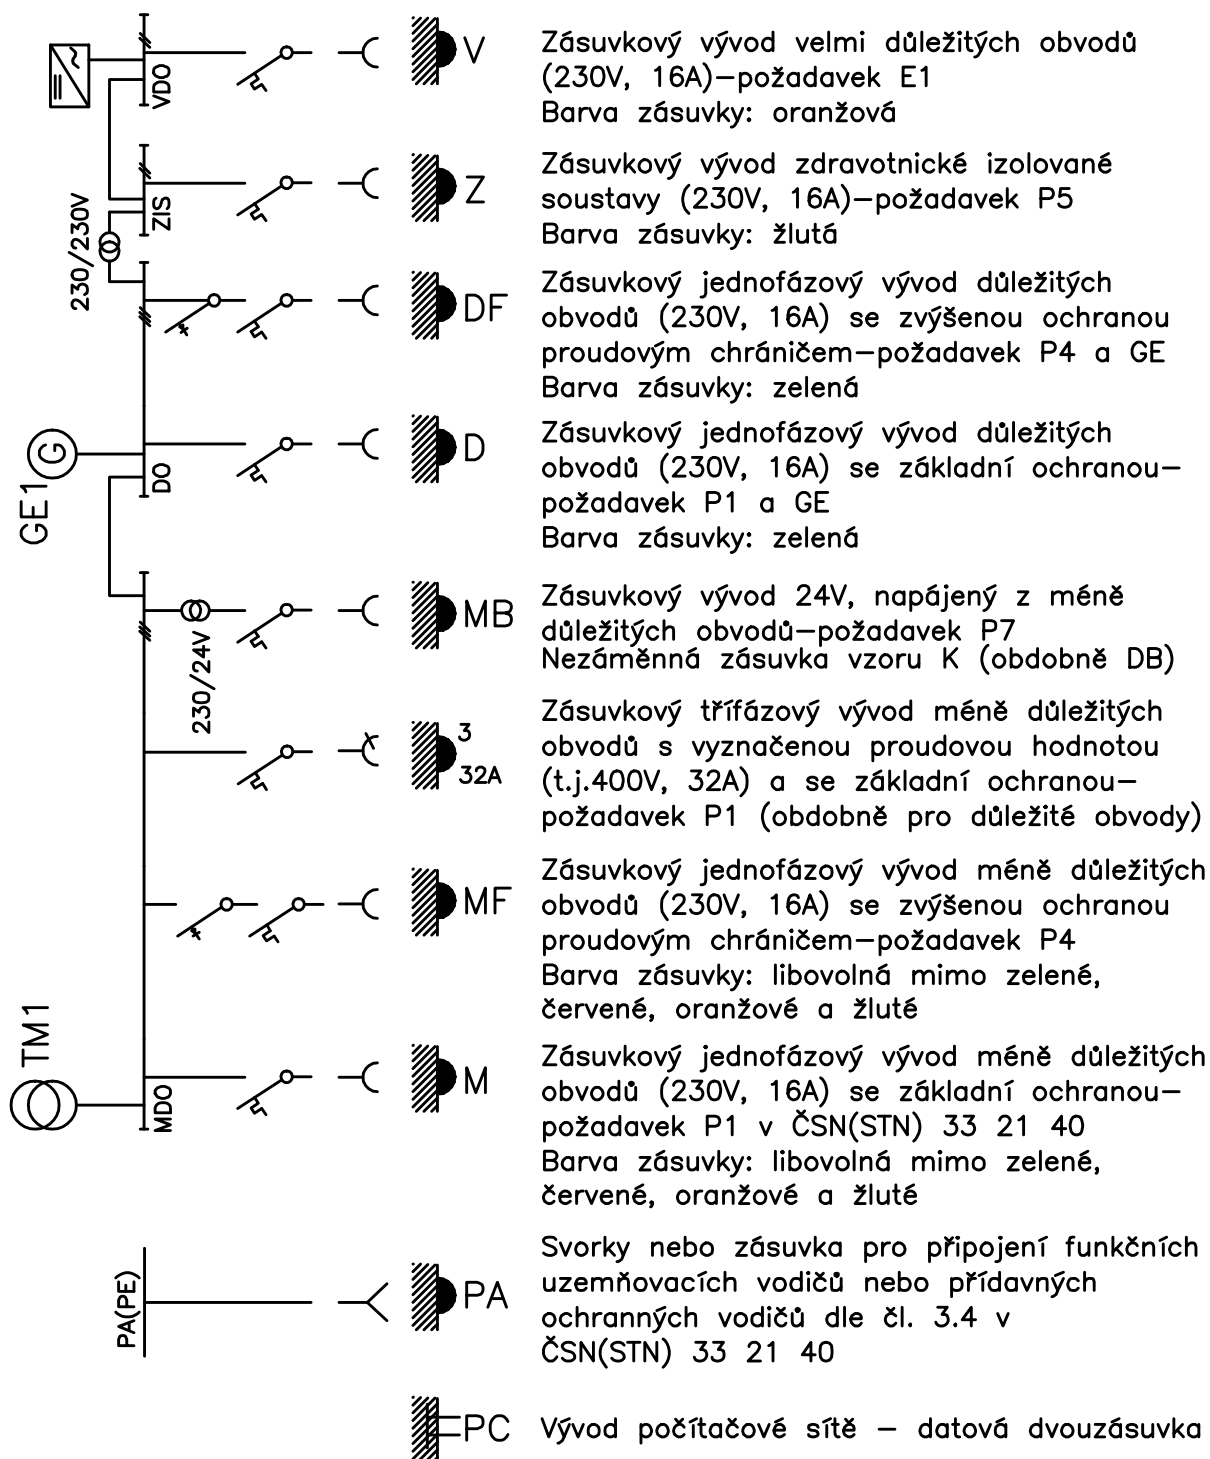 VDO
V
Zásuvkový vývod velmi důležitých obvodů
(230V, 16A)–požadavek E1
Barva zásuvky: oranžová
ZIS
Z
Zásuvkový vývod zdravotnické izolované
soustavy (230V, 16A)–požadavek P5
Barva zásuvky: žlutá
230/230V
DF
Zásuvkový jednofázový vývod důležitých
obvodů (230V, 16A) se zvýšenou ochranou
proudovým chráničem–požadavek P4 a GE
Barva zásuvky: zelená
G
GE1
DO
D
Zásuvkový jednofázový vývod důležitých
obvodů (230V, 16A) se základní ochranou–
požadavek P1 a GE
Barva zásuvky: zelená
230/24V
MB
Zásuvkový vývod 24V, napájený z méně
důležitých obvodů–požadavek P7
Nezáměnná zásuvka vzoru K (obdobně DB)
3
32A
Zásuvkový třífázový vývod méně důležitých
obvodů s vyznačenou proudovou hodnotou
(t.j.400V, 32A) a se základní ochranou–
požadavek P1 (obdobně pro důležité obvody)
MF
Zásuvkový jednofázový vývod méně důležitých
obvodů (230V, 16A) se zvýšenou ochranou
proudovým chráničem–požadavek P4
Barva zásuvky: libovolná mimo zelené,
červené, oranžové a žluté
TM1
MDO
M
Zásuvkový jednofázový vývod méně důležitých
obvodů (230V, 16A) se základní ochranou–
požadavek P1 v ČSN(STN) 33 21 40
Barva zásuvky: libovolná mimo zelené,
červené, oranžové a žluté
PA(PE)
PA
Svorky nebo zásuvka pro připojení funkčních
uzemňovacích vodičů nebo přídavných
ochranných vodičů dle čl. 3.4 v
ČSN(STN) 33 21 40
PC
Vývod počítačové sítě – datová dvouzásuvka